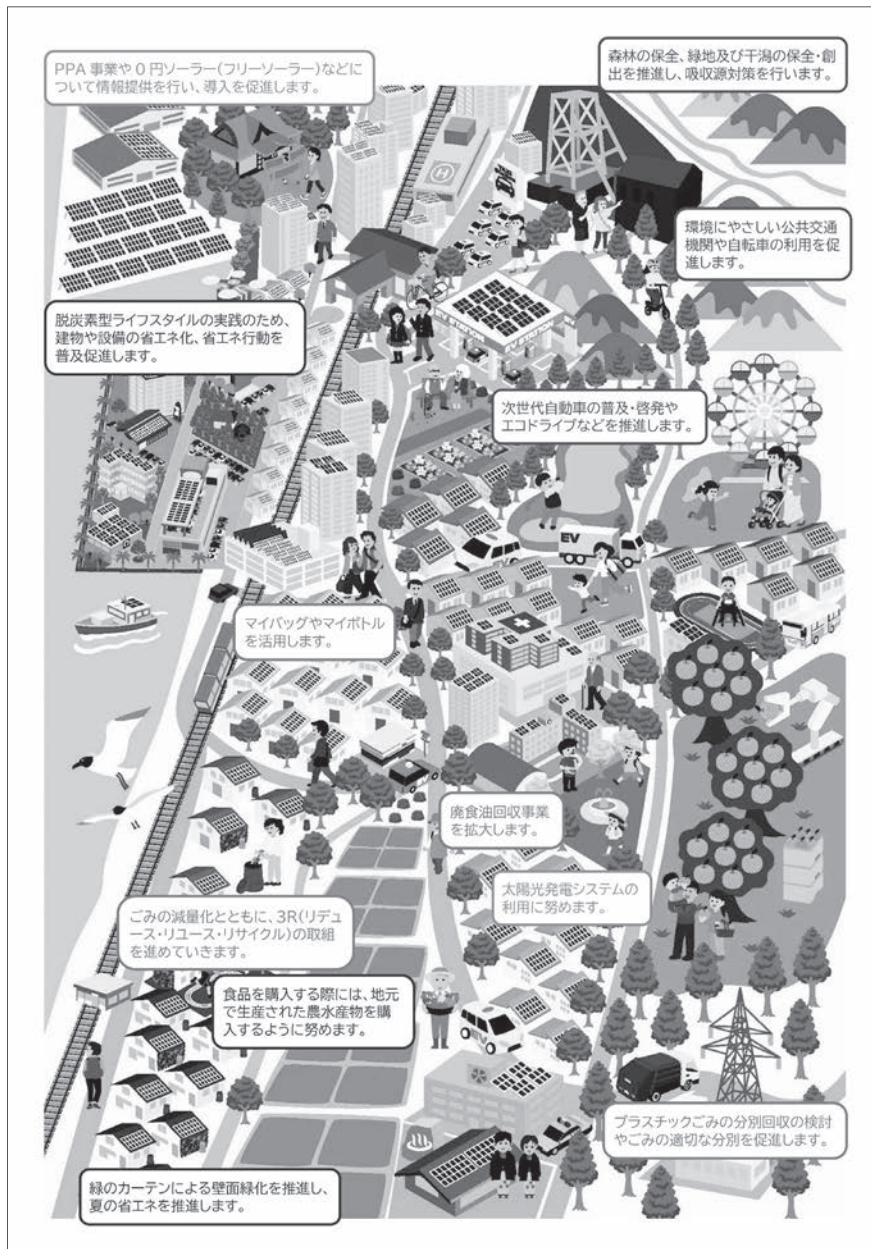 PPA 事業や０円ソーラー(フリーソーラー)などに
ついて情報提供を行い、導入を促進します。
森林の保全、緑地及び干潟の保全・創
出を推進し、吸収源対策を行います。
環境にやさしい公共交通
機関や自転車の利用を促
進します。
脱炭素型ライフスタイルの実践のため、
建物や設備の省エネ化、省エネ行動を
普及促進します。
TAXI
H
EV STATION
EV STATION
次世代自動車の普及・啓発や
エコドライブなどを推進します。
EV
マイバッグやマイボトル
を活用します。
廃食油回収事業
を拡大します。
太陽光発電システムの
利用に努めます。
ごみの減量化とともに、3R(リデュ
ース・リユース・リサイクル)の取組
を進めていきます。
食品を購入する際には、地元
で生産された農水産物を購
入するように努めます。
EV
プラスチックごみの分別回収の検討
やごみの適切な分別を促進します。
緑のカーテンによる壁面緑化を推進し、
夏の省エネを推進します。